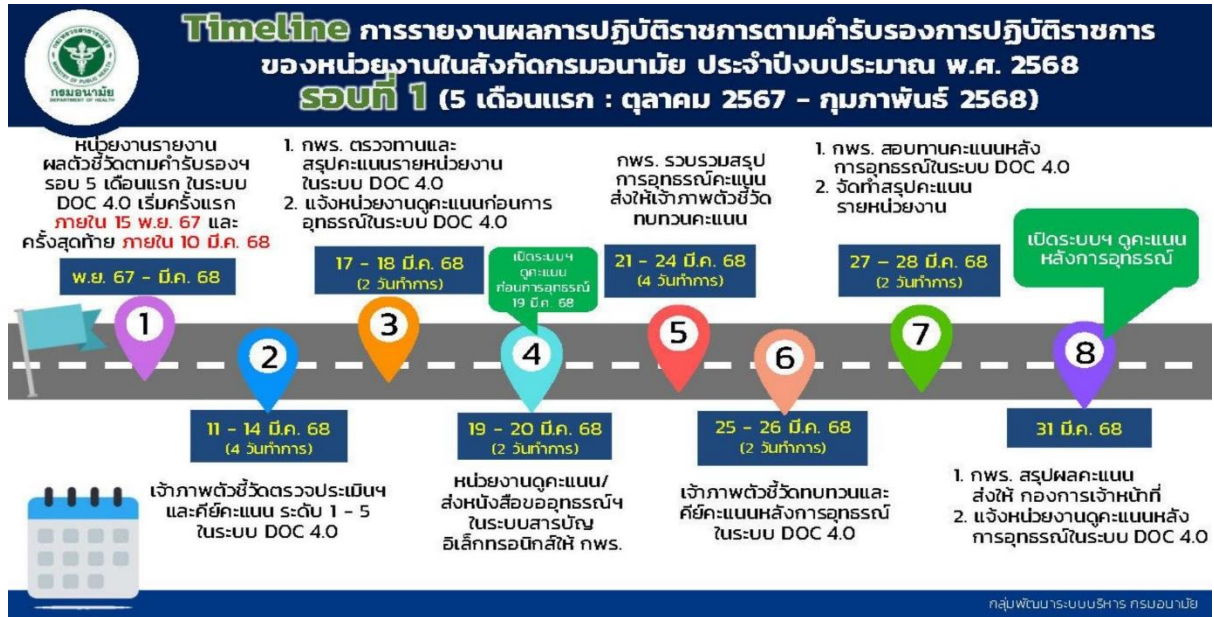 กระทรวงสาธารณสุข
MINISTRY OF PUBLIC HEALTH
กรมอนามัย
DEPARTMENT OF HEALTH
Timeline การรายงานผลการปฏิบัติราชการตามคำรับรองการปฏิบัติราชการ
ของหน่วยงานในสังกัดกรมอนามัย ประจำปีงบประมาณ พ.ศ. 2568
รอบที่ 1 (5 เดือนแรก : ตุลาคม 2567 - กุมภาพันธ์ 2568)
หน่วยงานรายงาน
ผลตัวชี้วัดตามคำรับรองฯ
รอบ 5 เดือนแรก ในระบบ
DOC 4.0 เริ่มครั้งแรก
ภายใน 15 พ.ย. 67 และ
ครั้งสุดท้าย ภายใน 10 มี.ค. 68
พ.ย. 67 - มี.ค. 68
1
2
11 - 14 มี.ค. 68
(4 วันทำการ)
เจ้าภาพตัวชี้วัดตรวจประเมินฯ
และคีย์คะแนน ระดับ 1 - 5
ในระบบ DOC 4.0
1. กพร. ตรวจทานและ
สรุปคะแนนรายหน่วยงาน
ในระบบ DOC 4.0
2. แจ้งหน่วยงานดูคะแนนก่อนการ
อุทธรณ์ในระบบ DOC 4.0
17 - 18 มี.ค. 68
(2 วันทำการ)
3
เปิดระบบฯ
ดูคะแนน
ก่อนการอุทธรณ์
19 มี.ค. 68
4
19 - 20 มี.ค. 68
(2 วันทำการ)
หน่วยงานดูคะแนน/
ส่งหนังสือขออุทธรณ์ฯ
ในระบบสารบัญ
อิเล็กทรอนิกส์ให้ กพร.
กพร. รวบรวมสรุป
การอุทธรณ์คะแนน
ส่งให้เจ้าภาพตัวชี้วัด
ทบทวนคะแนน
21 - 24 มี.ค. 68
(4 วันทำการ)
5
6
25 - 26 มี.ค. 68
(2 วันทำการ)
เจ้าภาพตัวชี้วัดทบทวนและ
คีย์คะแนนหลังการอุทธรณ์
ในระบบ DOC 4.0
1. กพร. สอบทานคะแนนหลัง
การอุทธรณ์ในระบบ DOC 4.0
2. จัดทำสรุปคะแนน
รายหน่วยงาน
27 – 28 มี.ค. 68
(2 วันทำการ)
7
เปิดระบบฯ ดูคะแนน
หลังการอุทธรณ์
8
31 มี.ค. 68
1. กพร. สรุปผลคะแนน
ส่งให้ กองการเจ้าหน้าที่
2. แจ้งหน่วยงานดูคะแนนหลัง
การอุทธรณ์ในระบบ DOC 4.0
กลุ่มพัฒนาระบบบริหาร กรมอนามัย